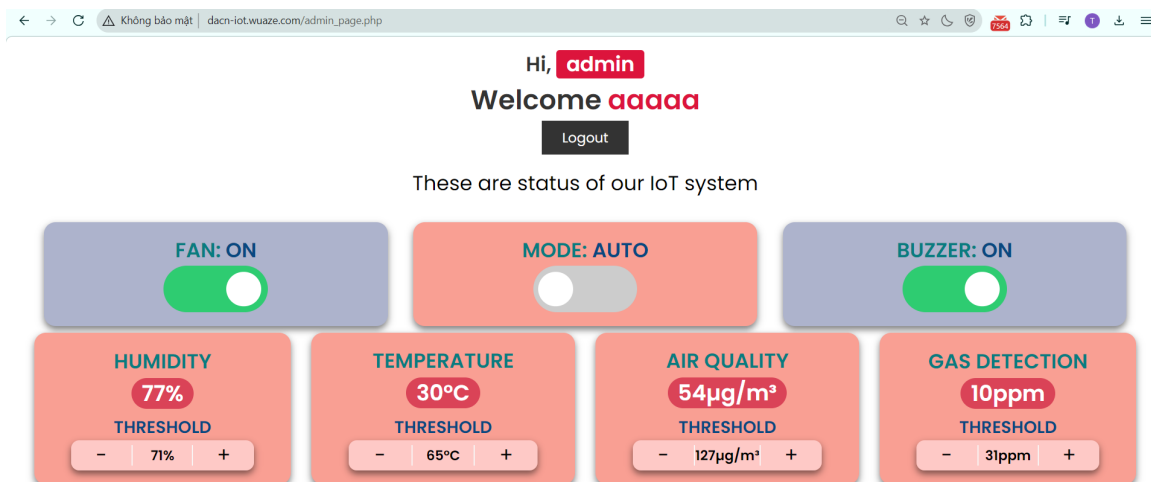 Không bảo mật dacn-iot.wuaze.com/admin_page.php
7564
T
Hi, admin
Welcome aaaaa
Logout
These are status of our IoT system
FAN: ON
MODE: AUTO
BUZZER: ON
HUMIDITY
77%
THRESHOLD
- 71% +
TEMPERATURE
30°C
THRESHOLD
- 65°C +
AIR QUALITY
54µg/m³
THRESHOLD
- 127µg/m³ +
GAS DETECTION
10ppm
THRESHOLD
- 31ppm +